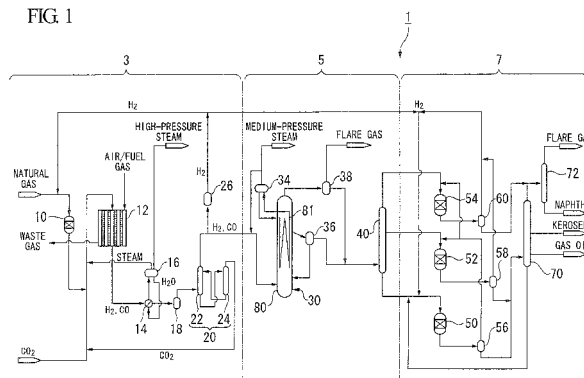 FIG. 1
1
3
5
7
H2
H2
HIGH-PRESSURE
STEAM
MEDIUM-PRESSURE
STEAM
FLARE GAS
FLARE GA
NATURAL
GAS
AIR/FUEL
GAS
H2
10
12
26
34
38
81
54
60
72
NAPHTH
KEROSE
GAS OI
WASTE
GAS
H2, CO
36
40
STEAM
16
H2O
52
58
70
H2, CO
14
18
22
24
20
80
30
50
56
CO2
CO2